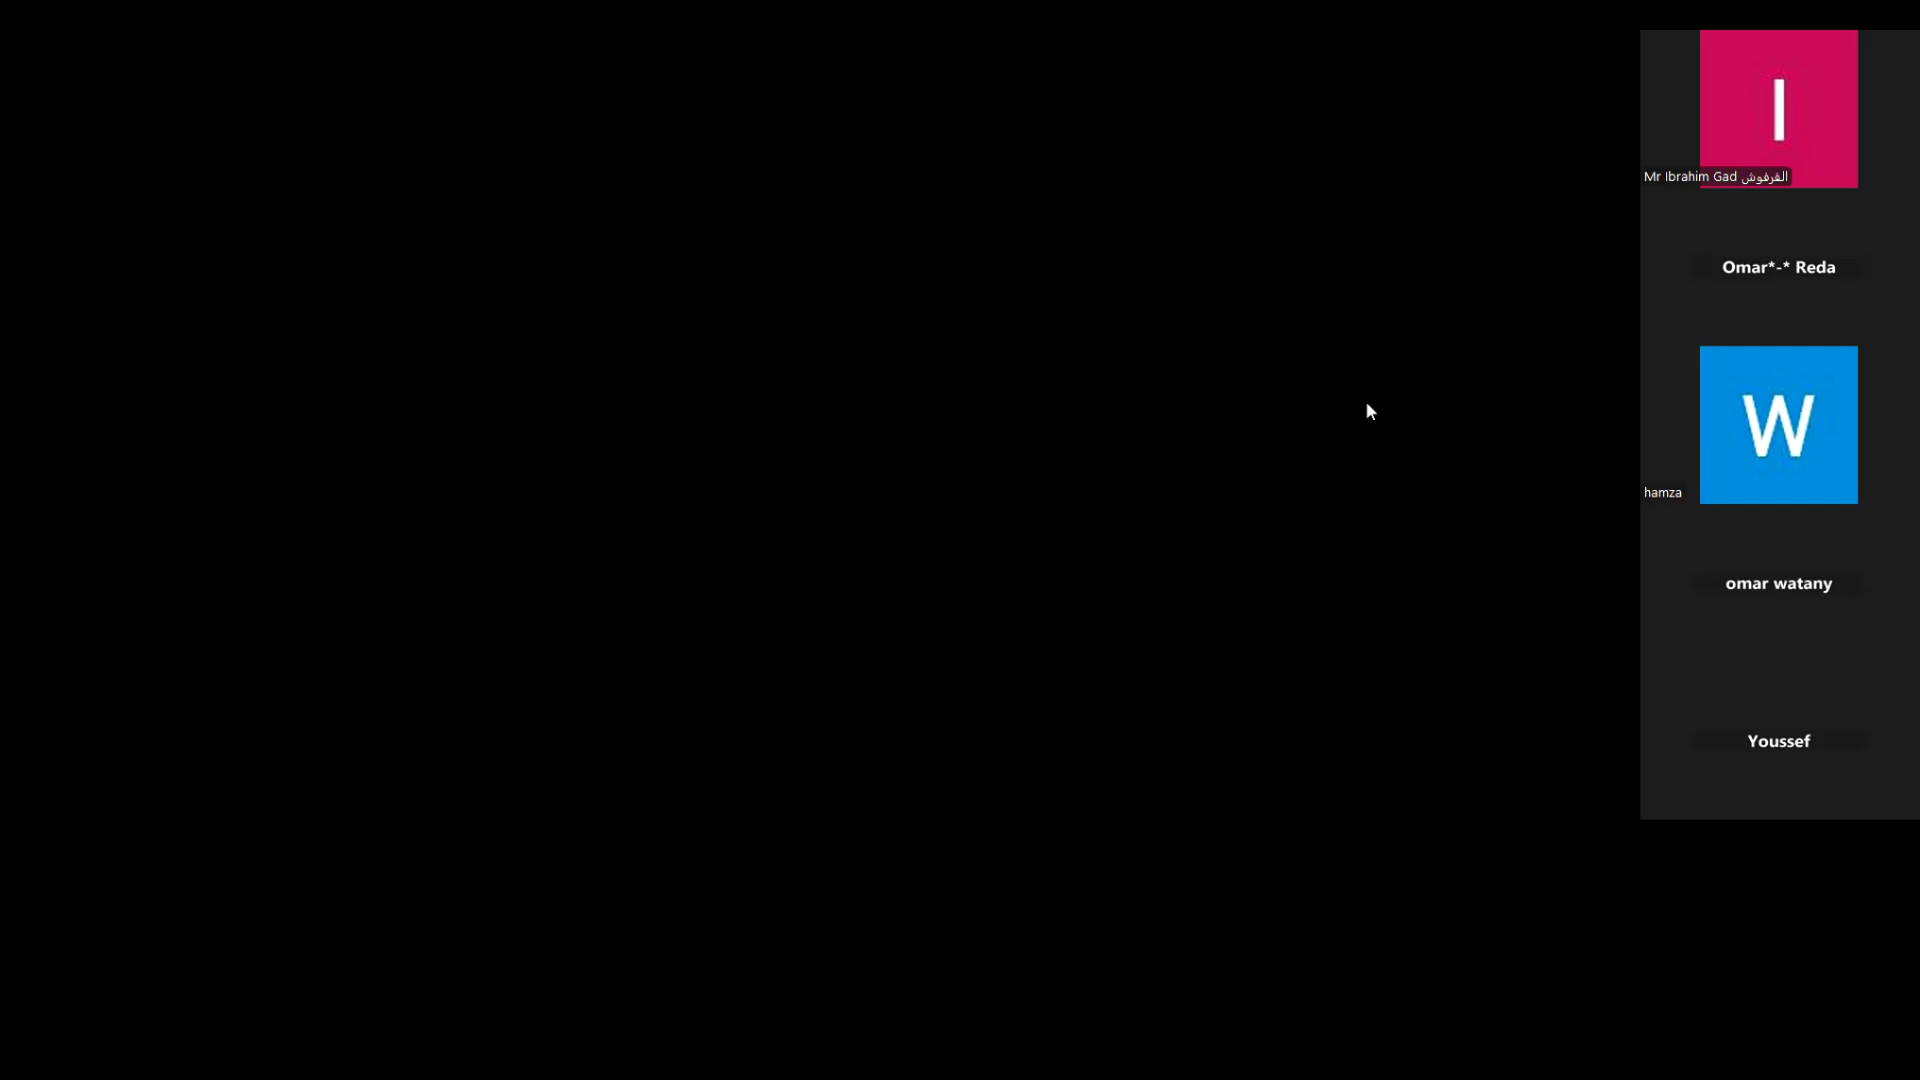 I
Mr Ibrahim Gad الفرفوش
Omar*-* Reda
W
hamza
omar watany
Youssef